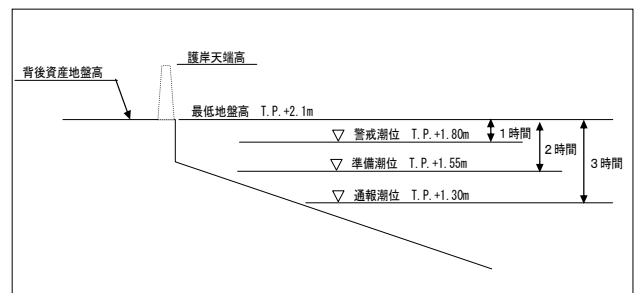 護岸天端高
背後資産地盤高
最低地盤高 T.P.+2.1m
警戒潮位 T.P.+1.80m
1時間
2時間
準備潮位 T.P.+1.55m
3時間
通報潮位 T.P.+1.30m